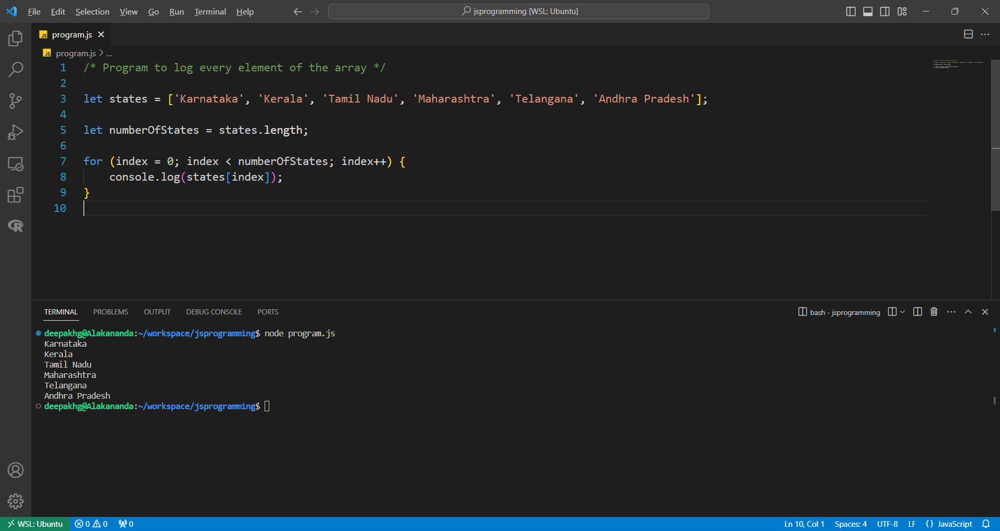 File Edit Selection View Go Run Terminal Help jsprogramming [WSL: Ubuntu]
JS program.js
JS program.js > ...
1 /* Program to log every element of the array */
2
3 let states = ['Karnataka', 'Kerala', 'Tamil Nadu', 'Maharashtra', 'Telangana', 'Andhra Pradesh'];
4
5 let numberOfStates = states.length;
6
7 for (index = 0; index < numberOfStates; index++) {
8     console.log(states[index]);
9 }
10
TERMINAL PROBLEMS OUTPUT DEBUG CONSOLE PORTS bash - jsprogramming
deepakhg@Alakananda:~/workspace/jsprogramming$ node program.js
Karnataka
Kerala
Tamil Nadu
Maharashtra
Telangana
Andhra Pradesh
deepakhg@Alakananda:~/workspace/jsprogramming$
WSL: Ubuntu 0 0 0 Ln 10, Col 1 Spaces: 4 UTF-8 LF {} JavaScript